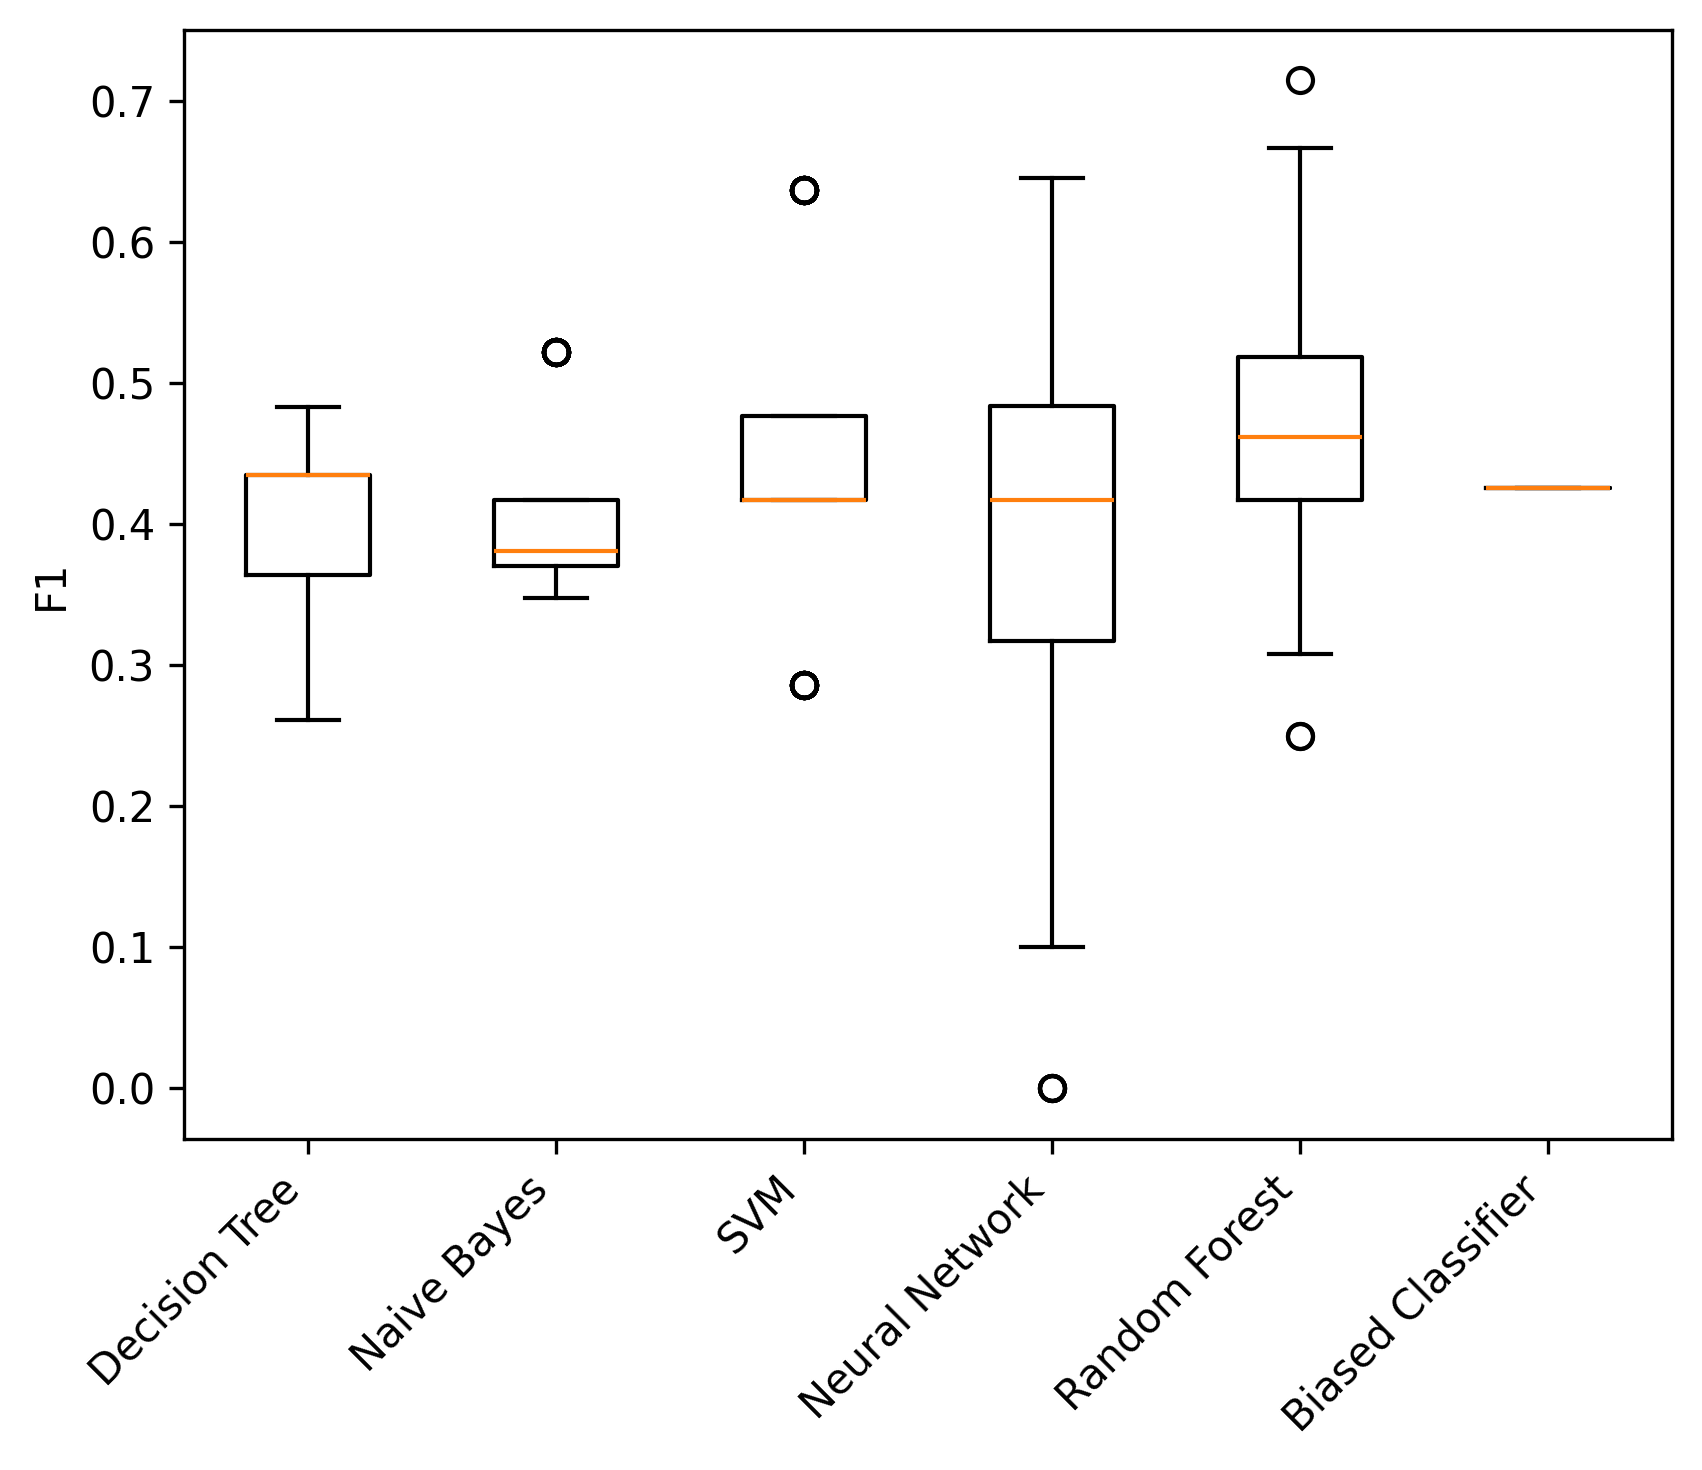 F1
0.7
0.6
0.5
0.4
0.3
0.2
0.1
0.0
Decision Tree
Naive Bayes
SVM
Neural Network
Random Forest
Biased Classifier